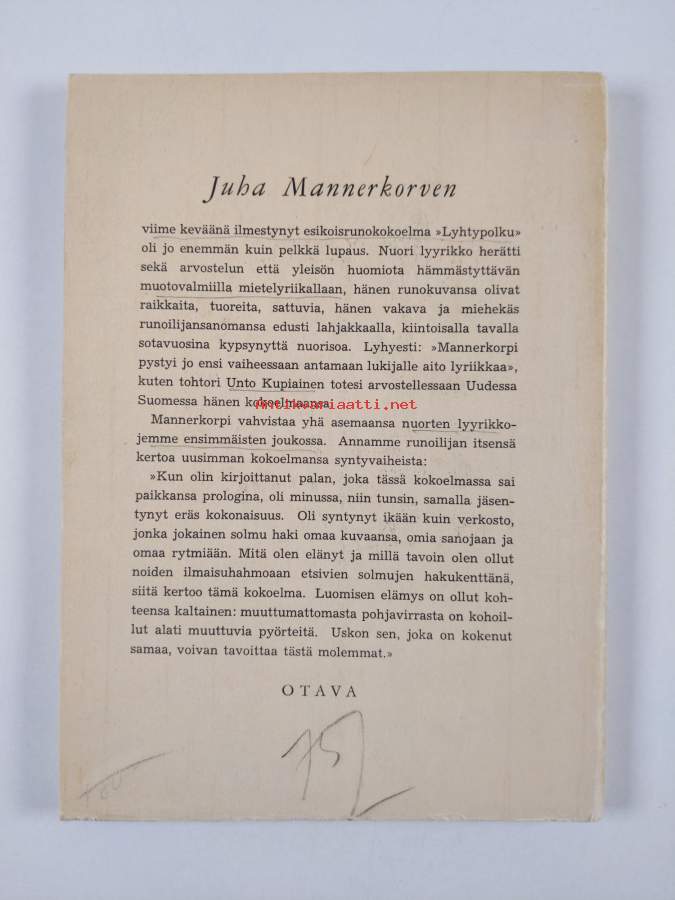 Juha Mannerkorven
viime keväänä ilmestynyt esikoisrunokokoelma »Lyhtypolku»
oli jo enemmän kuin pelkkä lupaus. Nuori lyyrikko herätti
sekä arvostelun että yleisön huomiota hämmästyttävän
muotovalmiilla mietelyriikallaan, hänen runokuvansa olivat
raikkaita, tuoreita, sattuvia, hänen vakava ja miehekäs
runoilijansanomansa edusti lahjakkaalla, kiintoisalla tavalla
sotavuosina kypsynyttä nuorisoa. Lyhyesti: »Mannerkorpi
pystyi jo ensi vaiheessaan antamaan lukijalle aito lyriikkaa»,
kuten tohtori Unto Kupiainen totesi arvostellessaan Uudessa
Suomessa hänen kokoelmaansa.
Antikvariaatti.net
Mannerkorpi vahvistaa yhä asemaansa nuorten lyyrikko-
jemme ensimmäisten joukossa. Annamme runoilijan itsensä
kertoa uusimman kokoelmansa syntyvaiheista:
»Kun olin kirjoittanut palan, joka tässä kokoelmassa sai
paikkansa prologina, oli minussa, niin tunsin, samalla jäsen-
tynyt eräs kokonaisuus. Oli syntynyt ikään kuin verkosto,
jonka jokainen solmu haki omaa kuvaansa, omia sanojaan ja
omaa rytmiään. Mitä olen elänyt ja millä tavoin olen ollut
noiden ilmaisuhahmoaan etsivien solmujen hakukenttänä,
siitä kertoo tämä kokoelma. Luomisen elämys on ollut koh-
teensa kaltainen: muuttumattomasta pohjavirrasta on kohoil-
lut alati muuttuvia pyörteitä. Uskon sen, joka on kokenut
samaa, voivan tavoittaa tästä molemmat.»
OTAVA